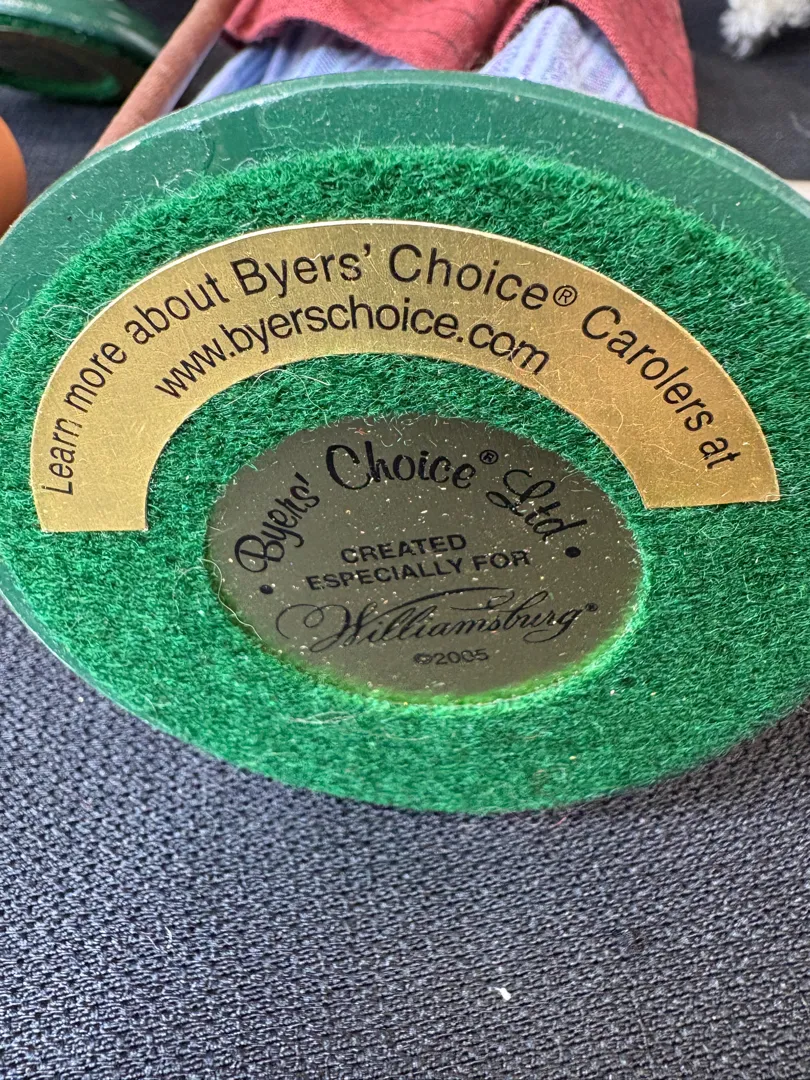 Learn more about Byers' Choice® Carolers at
www.byerschoice.com
• Byers' Choice® Ltd •
CREATED
ESPECIALLY FOR
Williamsburg®
©2005